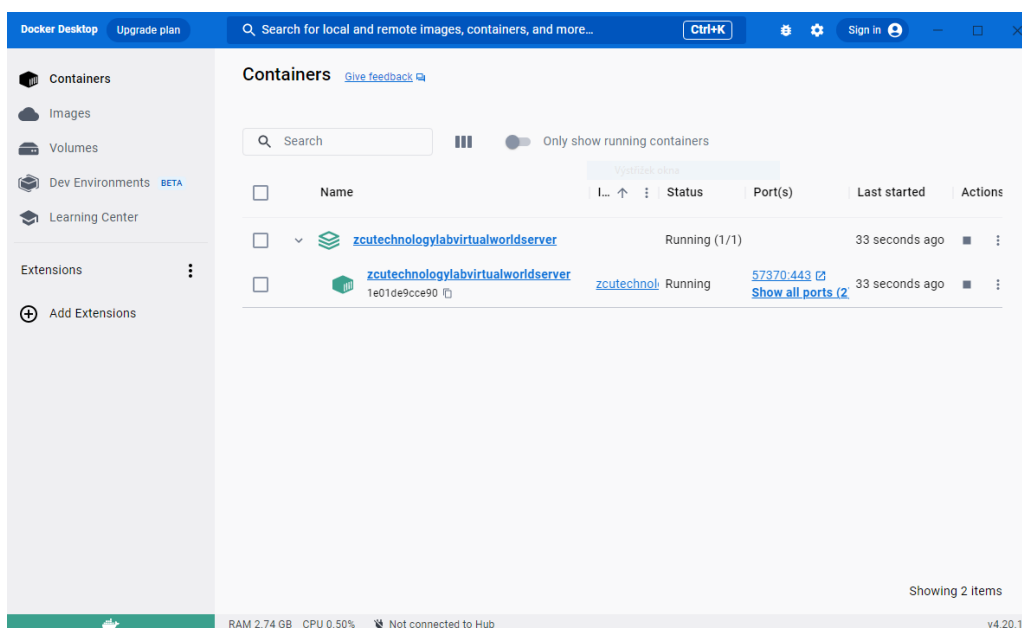 Docker Desktop Upgrade plan Search for local and remote images, containers, and more... Ctrl+K Sign in
Containers
Images
Volumes
Dev Environments BETA
Learning Center
Extensions
Add Extensions
Containers Give feedback
Search Only show running containers
Výstřižek okna
Name I... Status Port(s) Last started Actions
zcutechnologylabvirtualworldserver Running (1/1) 33 seconds ago
zcutechnologylabvirtualworldserver zcutechnol Running 57370:443 33 seconds ago
1e01de9cce90 Show all ports (2
Showing 2 items
RAM 2.74 GB CPU 0.50% Not connected to Hub v4.20.1